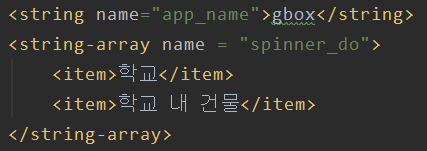 <string name="app_name">gbox</string>
<string-array name = "spinner_do">
<item>학교</item>
<item>학교 내 건물</item>
</string-array>